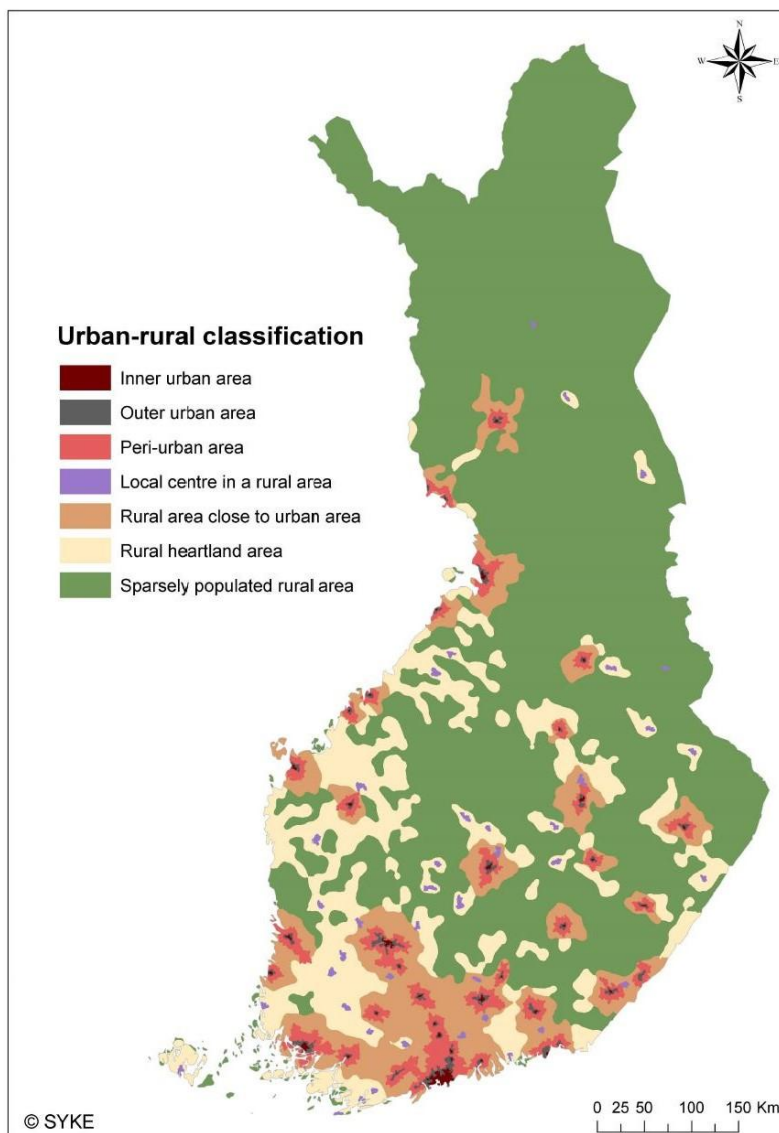 N
W E
S
Urban-rural classification
Inner urban area
Outer urban area
Peri-urban area
Local centre in a rural area
Rural area close to urban area
Rural heartland area
Sparsely populated rural area
© SYKE
0 25 50 100 150 Km